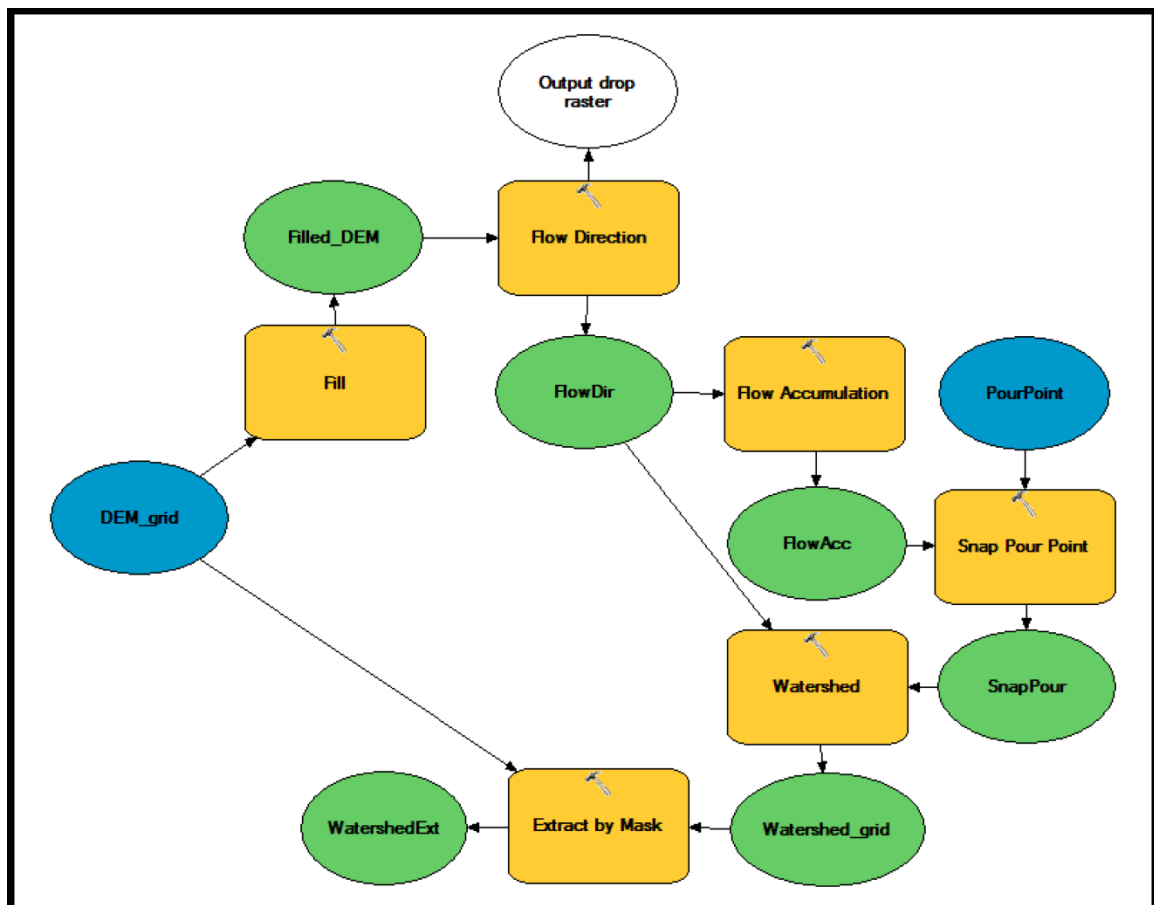 Output drop
raster
Filled_DEM
Flow Direction
Fill
FlowDir
Flow Accumulation
PourPoint
DEM_grid
FlowAcc
Snap Pour Point
Watershed
SnapPour
WatershedExt
Extract by Mask
Watershed_grid